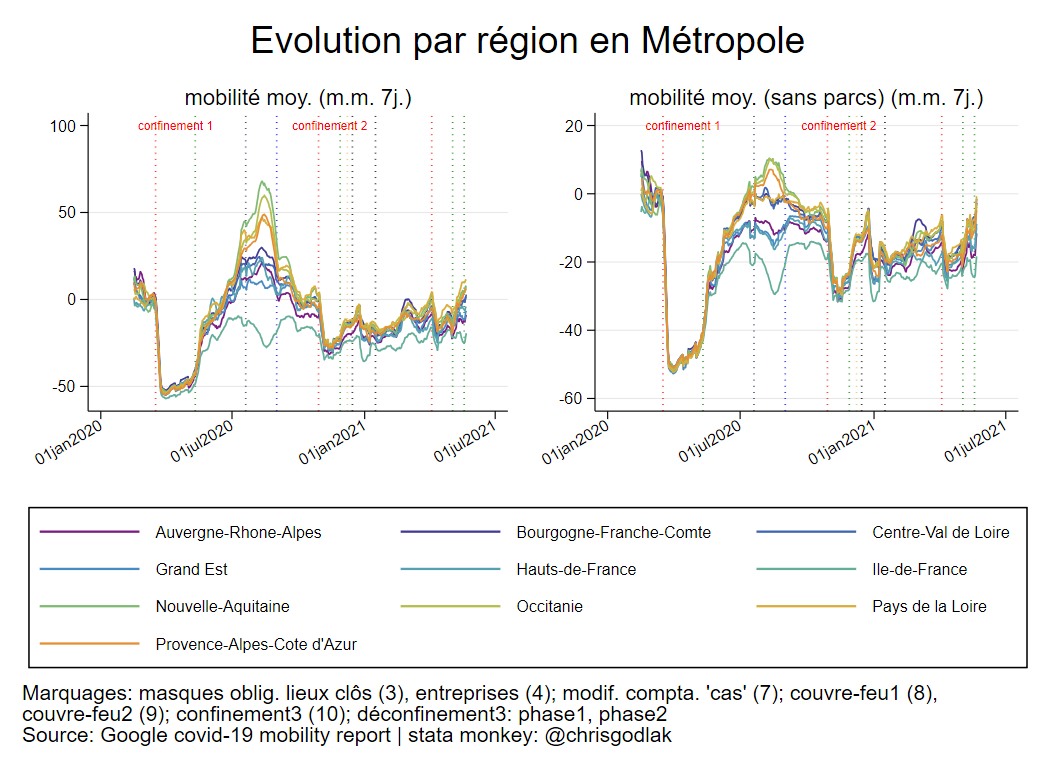 Evolution par région en Métropole
mobilité moy. (m.m. 7j.)
100
50
0
-50
confinement 1
confinement 2
01jan2020
01jul2020
01jan2021
01jul2021
mobilité moy. (sans parcs) (m.m. 7j.)
20
0
-20
-40
-60
confinement 1
confinement 2
01jan2020
01jul2020
01jan2021
01jul2021
Auvergne-Rhone-Alpes
Bourgogne-Franche-Comte
Centre-Val de Loire
Grand Est
Hauts-de-France
Ile-de-France
Nouvelle-Aquitaine
Occitanie
Pays de la Loire
Provence-Alpes-Cote d'Azur
Marquages: masques oblig. lieux clôs (3), entreprises (4); modif. compta. 'cas' (7); couvre-feu1 (8),
couvre-feu2 (9); confinement3 (10); déconfinement3: phase1, phase2
Source: Google covid-19 mobility report | stata monkey: @chrisgodlak